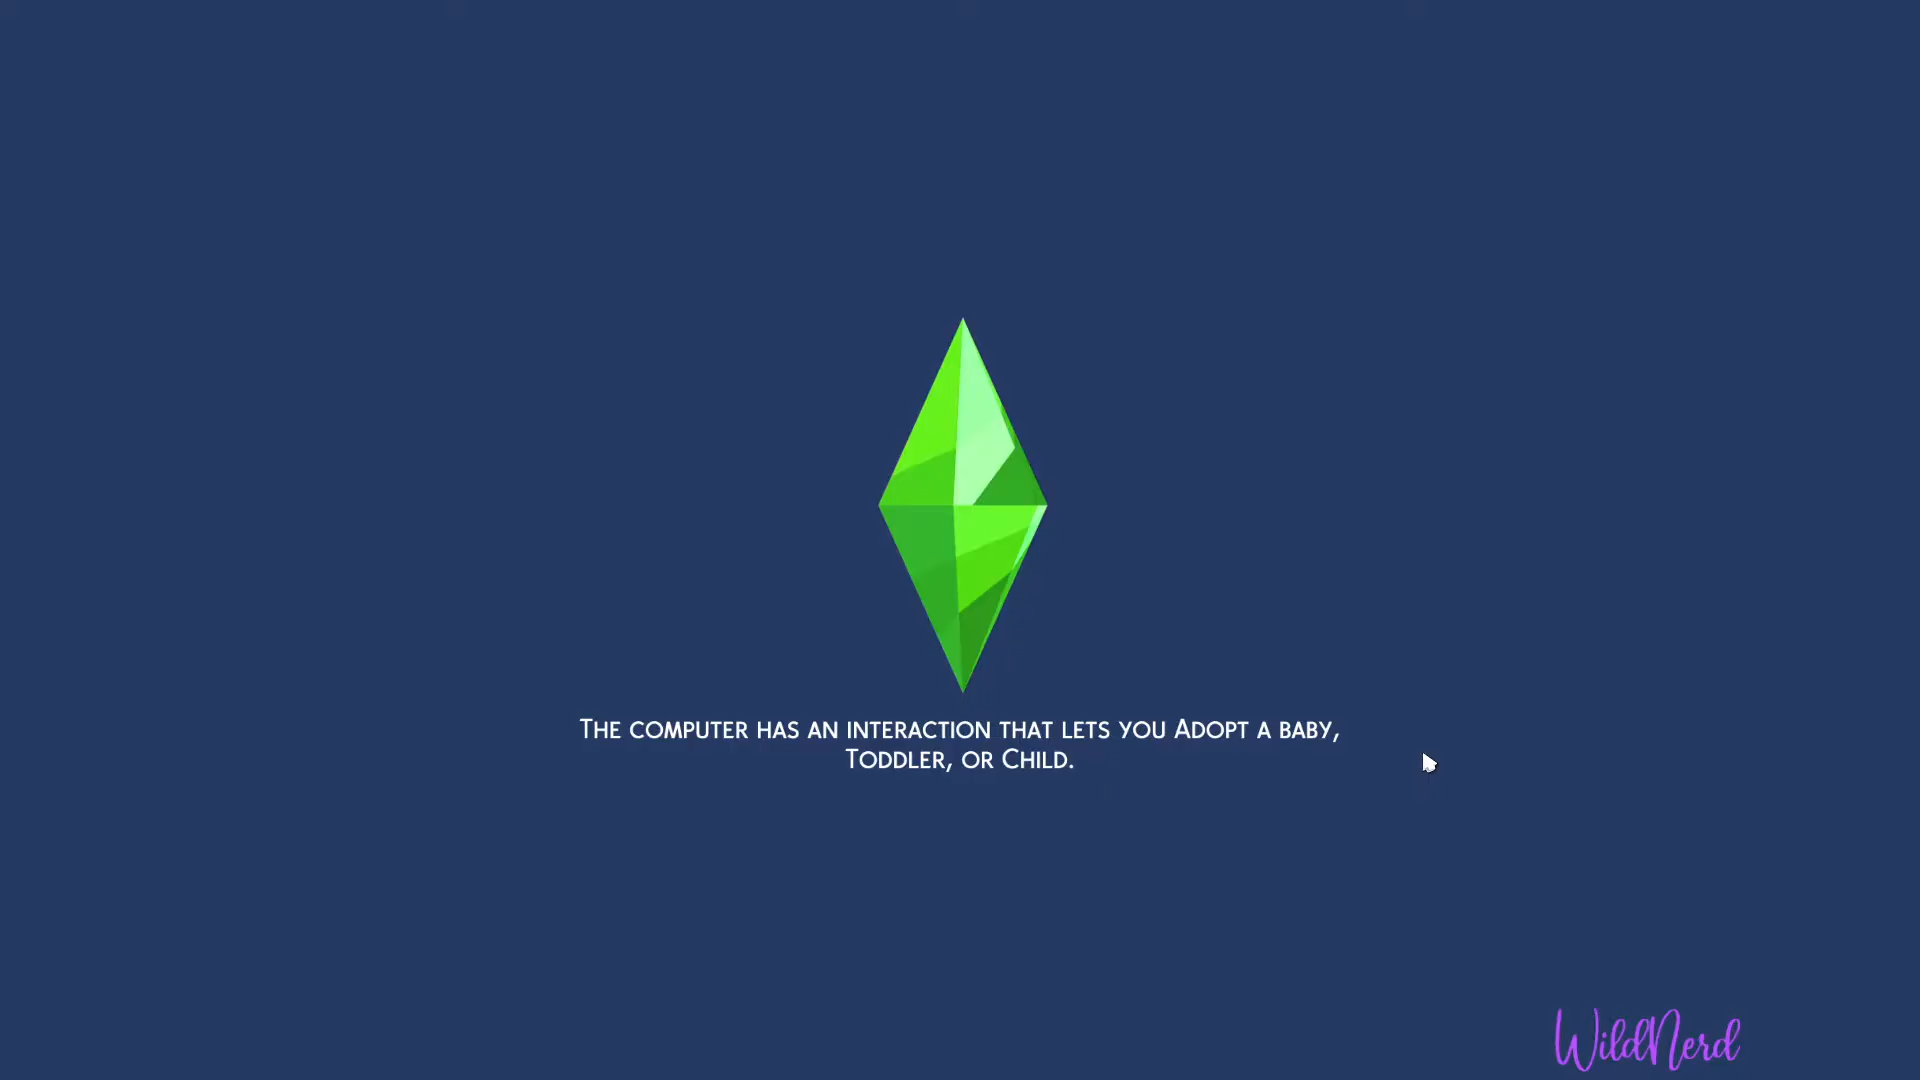 The computer has an interaction that lets you Adopt a baby,
Toddler, or Child.
WildNerd